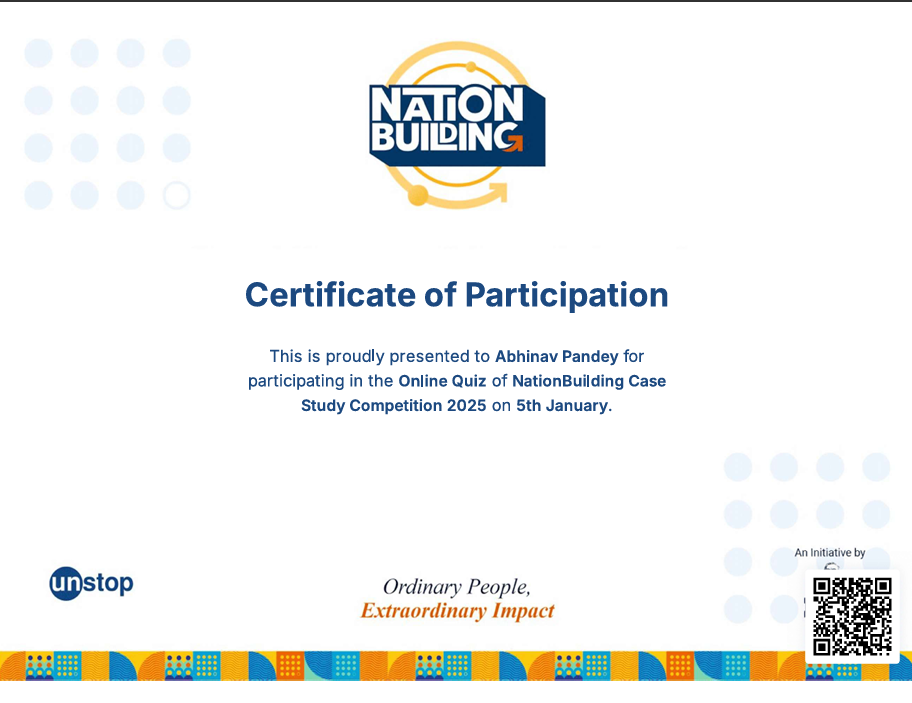 NATION
BUILDING
Certificate of Participation
This is proudly presented to Abhinav Pandey for
participating in the Online Quiz of NationBuilding Case
Study Competition 2025 on 5th January.
An Initiative by
unstop
Ordinary People,
Extraordinary Impact